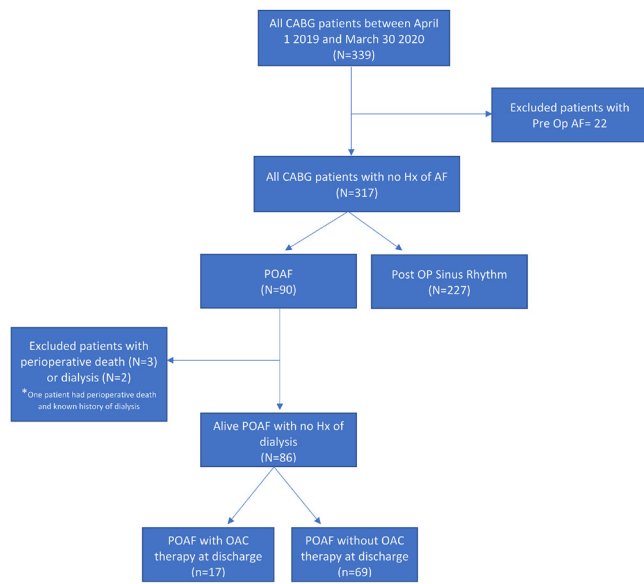 All CABG patients between April
1 2019 and March 30 2020
(N=339)
Excluded patients with
Pre Op AF= 22
All CABG patients with no Hx of AF
(N=317)
POAF
(N=90)
Post OP Sinus Rhythm
(N=227)
Excluded patients with
perioperative death (N=3)
or dialysis (N=2)
*One patient had perioperative death
and known history of dialysis
Alive POAF with no Hx of
dialysis
(N=86)
POAF with OAC
therapy at discharge
(n=17)
POAF without OAC
therapy at discharge
(n=69)